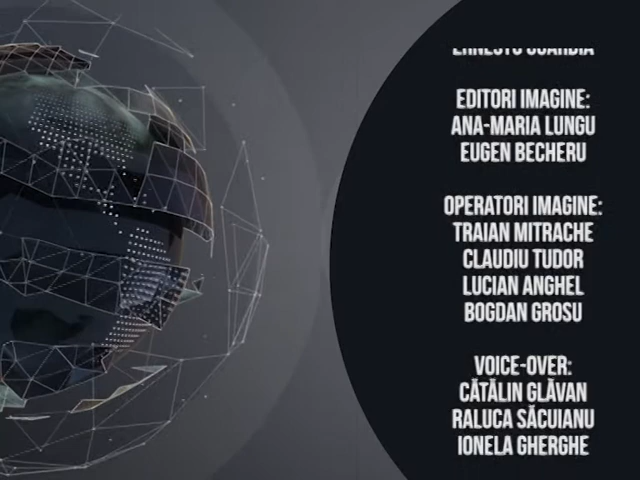 EDITORI IMAGINE:
ANA-MARIA LUNGU
EUGEN BECHERU
OPERATORI IMAGINE:
TRAIAN MITRACHE
CLAUDIU TUDOR
LUCIAN ANGHEL
BOGDAN GROSU
VOICE-OVER:
CĂTĂLIN GLĂVAN
RALUCA SĂCUIANU
IONELA GHERGHE